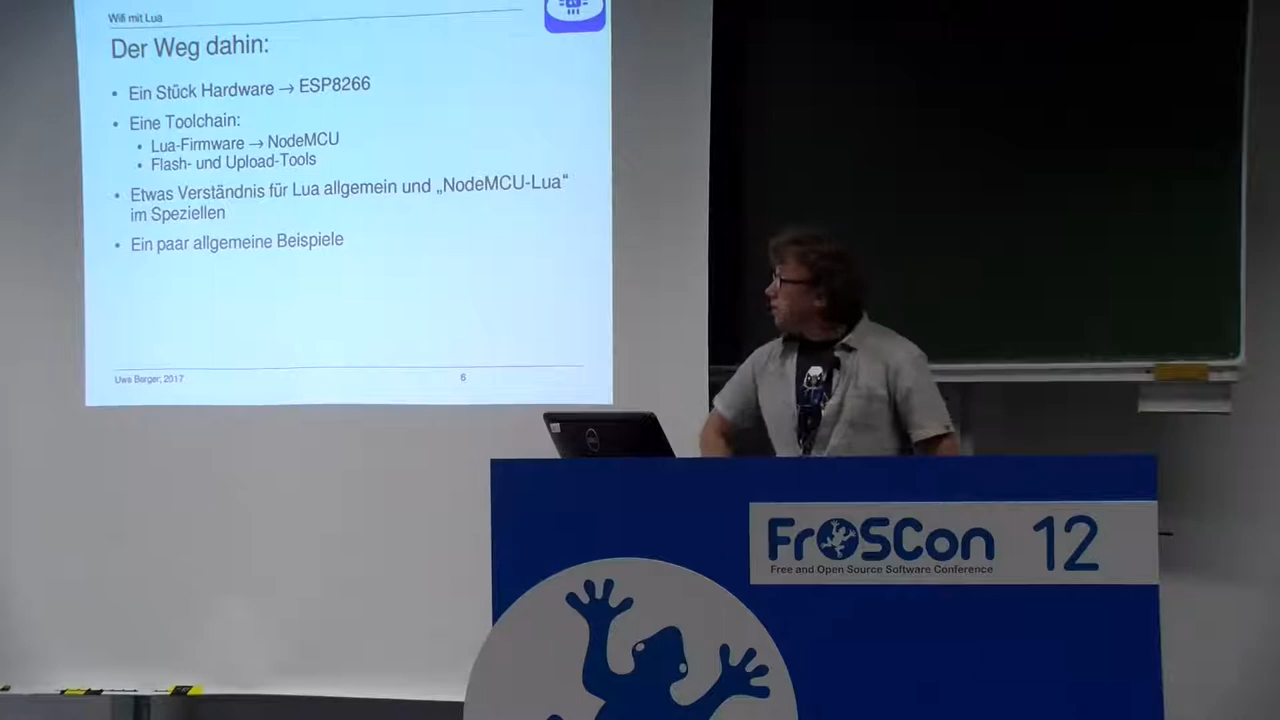 Wifi mit Lua
Der Weg dahin:
• Ein Stück Hardware → ESP8266
• Eine Toolchain:
• Lua-Firmware → NodeMCU
• Flash- und Upload-Tools
• Etwas Verständnis für Lua allgemein und „NodeMCU-Lua“
im Speziellen
• Ein paar allgemeine Beispiele
Uwe Berger, 2017
6
DELL
FrOSCon 12
Free and Open Source Software Conference